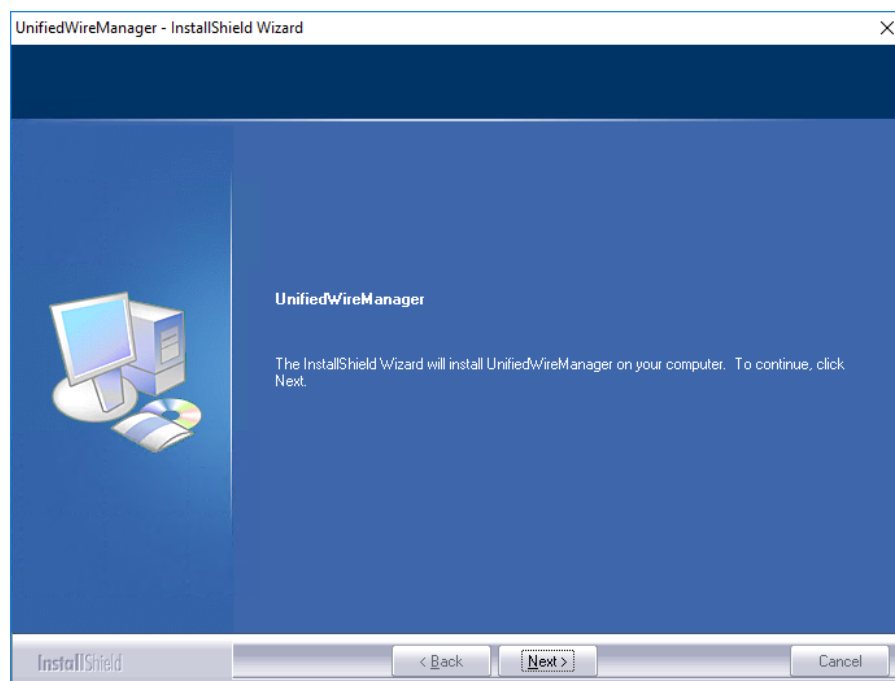 UnifiedWireManager - InstallShield Wizard
UnifiedWireManager
The InstallShield Wizard will install UnifiedWireManager on your computer. To continue, click
Next.
InstallShield
< Back
Next >
Cancel